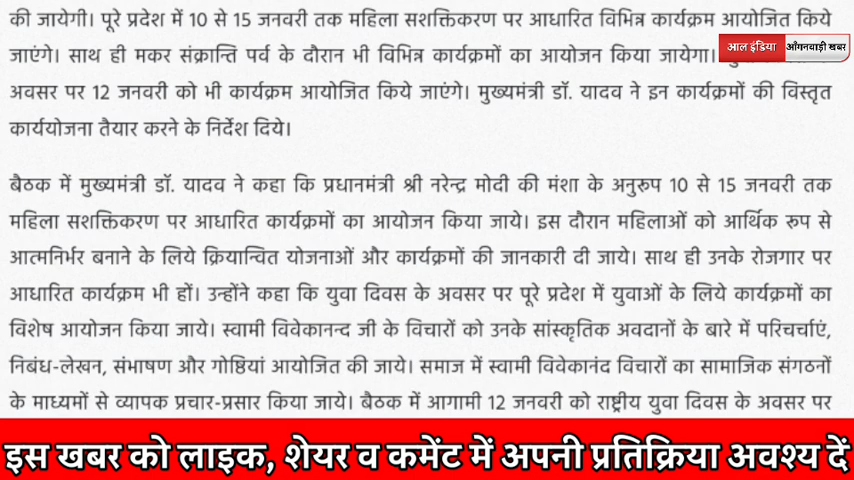 की जायेगी। पूरे प्रदेश में 10 से 15 जनवरी तक महिला सशक्तिकरण पर आधारित विभिन्न कार्यक्रम आयोजित किये
जाएंगे। साथ ही मकर संक्रान्ति पर्व के दौरान भी विभिन्न कार्यक्रमों का आयोजन किया जायेगा।
आल इंडिया आँगनवाड़ी खबर
अवसर पर 12 जनवरी को भी कार्यक्रम आयोजित किये जाएंगे। मुख्यमंत्री डॉ. यादव ने इन कार्यक्रमों की विस्तृत
कार्ययोजना तैयार करने के निर्देश दिये।
बैठक में मुख्यमंत्री डॉ. यादव ने कहा कि प्रधानमंत्री श्री नरेन्द्र मोदी की मंशा के अनुरूप 10 से 15 जनवरी तक
महिला सशक्तिकरण पर आधारित कार्यक्रमों का आयोजन किया जाये। इस दौरान महिलाओं को आर्थिक रूप से
आत्मनिर्भर बनाने के लिये क्रियान्वित योजनाओं और कार्यक्रमों की जानकारी दी जाये। साथ ही उनके रोजगार पर
आधारित कार्यक्रम भी हों। उन्होंने कहा कि युवा दिवस के अवसर पर पूरे प्रदेश में युवाओं के लिये कार्यक्रमों का
विशेष आयोजन किया जाये। स्वामी विवेकानन्द जी के विचारों को उनके सांस्कृतिक अवदानों के बारे में परिचर्चाएं,
निबंध-लेखन, संभाषण और गोष्ठियां आयोजित की जाये। समाज में स्वामी विवेकानंद विचारों का सामाजिक संगठनों
के माध्यमों से व्यापक प्रचार-प्रसार किया जाये। बैठक में आगामी 12 जनवरी को राष्ट्रीय युवा दिवस के अवसर पर
इस खबर को लाइक, शेयर व कमेंट में अपनी प्रतिक्रिया अवश्य दें